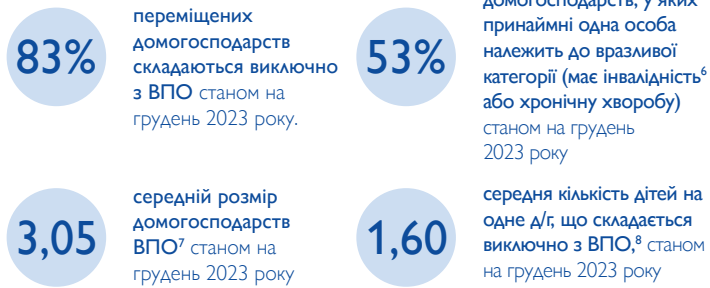 83%
переміщених
домогосподарств
складаються виключно
з ВПО станом на
грудень 2023 року.
53%
домогосподарств, у яких
принаймні одна особа
належить до вразливої
категорії (має інвалідність⁶
або хронічну хворобу)
станом на грудень
2023 року
3,05
середній розмір
домогосподарств
ВПО⁷ станом на
грудень 2023 року
1,60
середня кількість дітей на
одне д/г, що складається
виключно з ВПО,⁸ станом
на грудень 2023 року